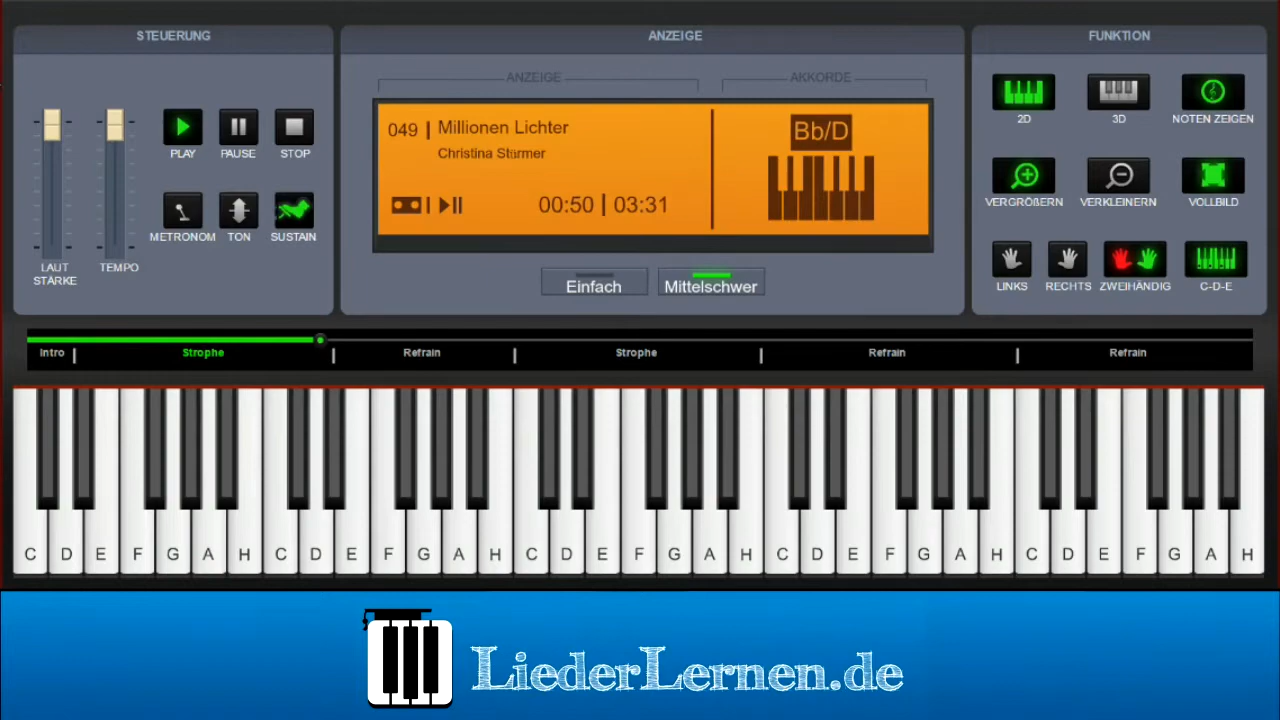 STEUERUNG
LAUT
STÄRKE
TEMPO
PLAY
PAUSE
STOP
METRONOM
TON
SUSTAIN
ANZEIGE
ANZEIGE
AKKORDE
049 | Millionen Lichter
Christina Stürmer
00:50 | 03:31
Bb/D
Einfach
Mittelschwer
FUNKTION
2D
3D
NOTEN ZEIGEN
VERGRÖßERN
VERKLEINERN
VOLLBILD
LINKS
RECHTS
ZWEIHÄNDIG
C-D-E
Intro | Strophe | Refrain | Strophe | Refrain | Refrain
C D E F G A H C D E F G A H C D E F G A H C D E F G A H C D E F G A H
LiederLernen.de